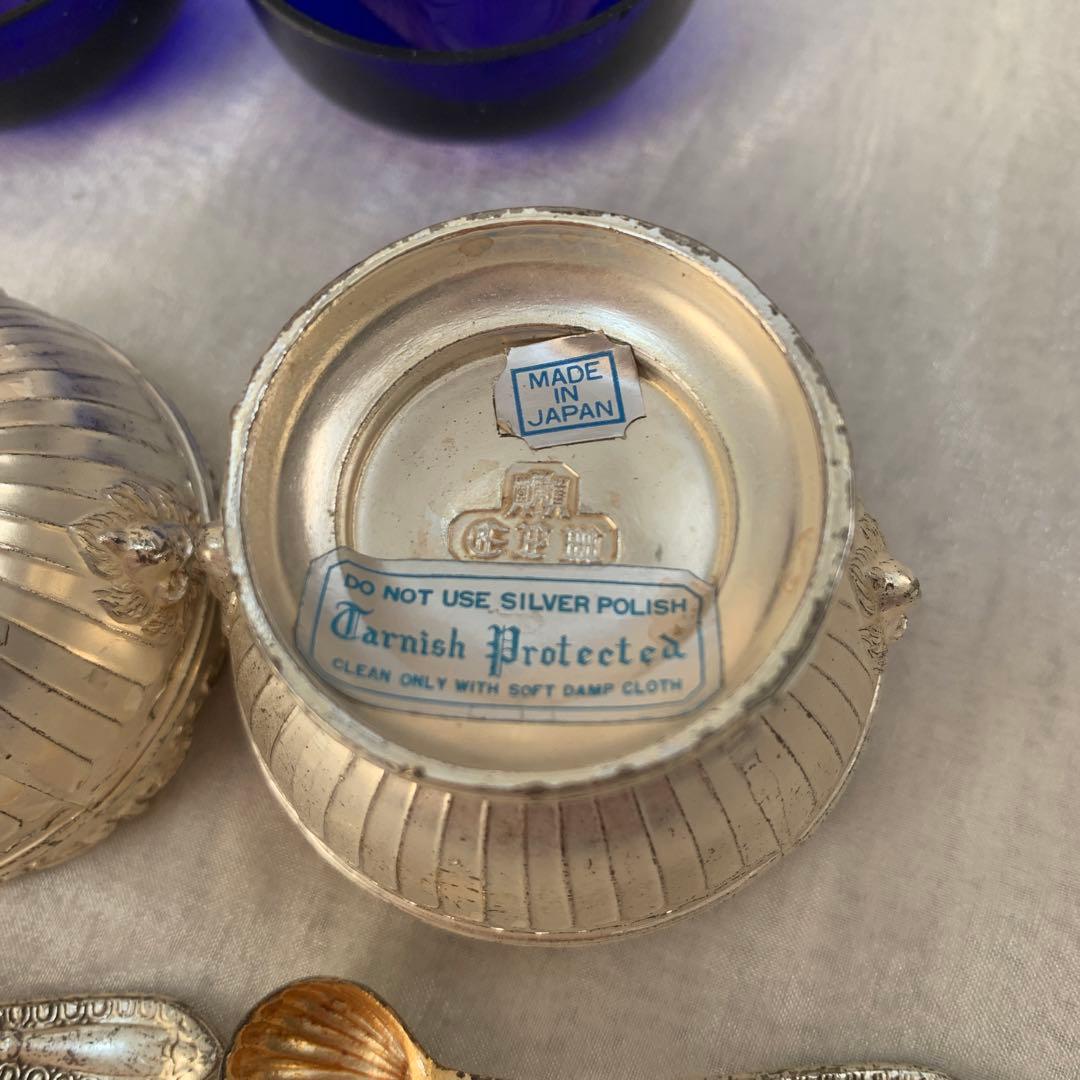 MADE
IN
JAPAN
DO NOT USE SILVER POLISH
Tarnish Protected
CLEAN ONLY WITH SOFT DAMP CLOTH